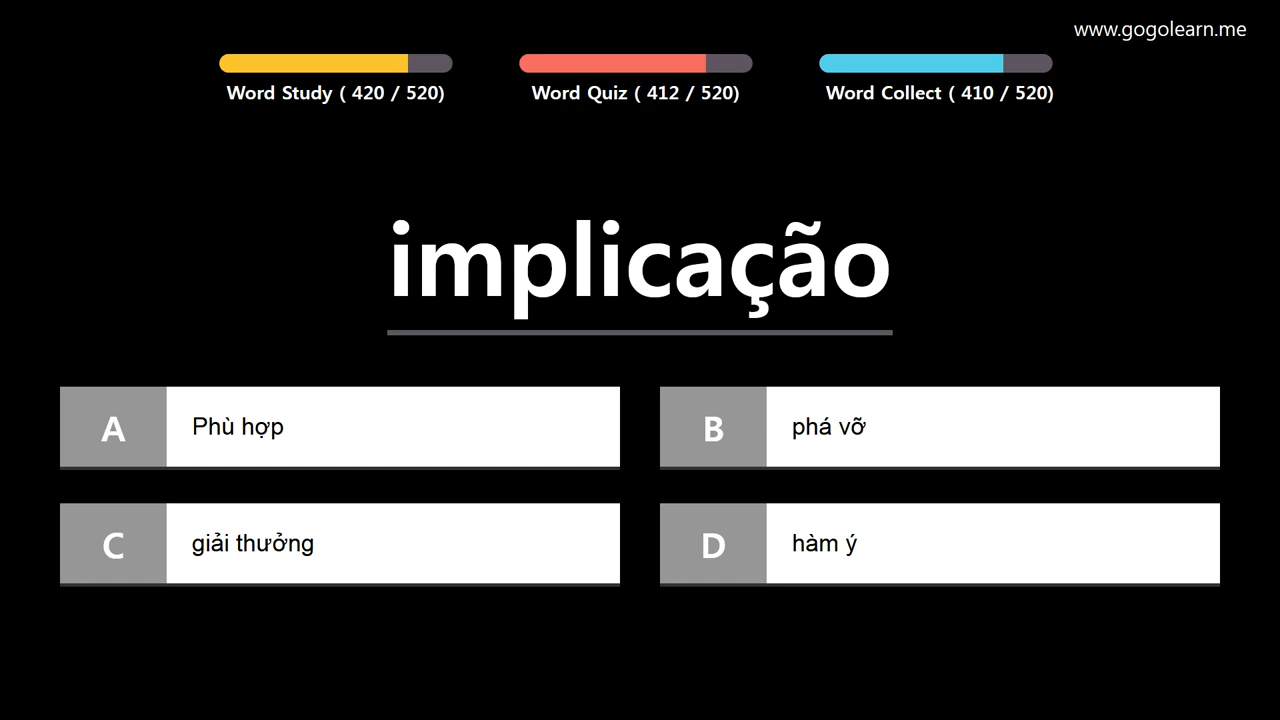 www.gogolearn.me
Word Study ( 420 / 520)
Word Quiz ( 412 / 520)
Word Collect ( 410 / 520)
implicação
A Phù hợp
B phá vỡ
C giải thưởng
D hàm ý